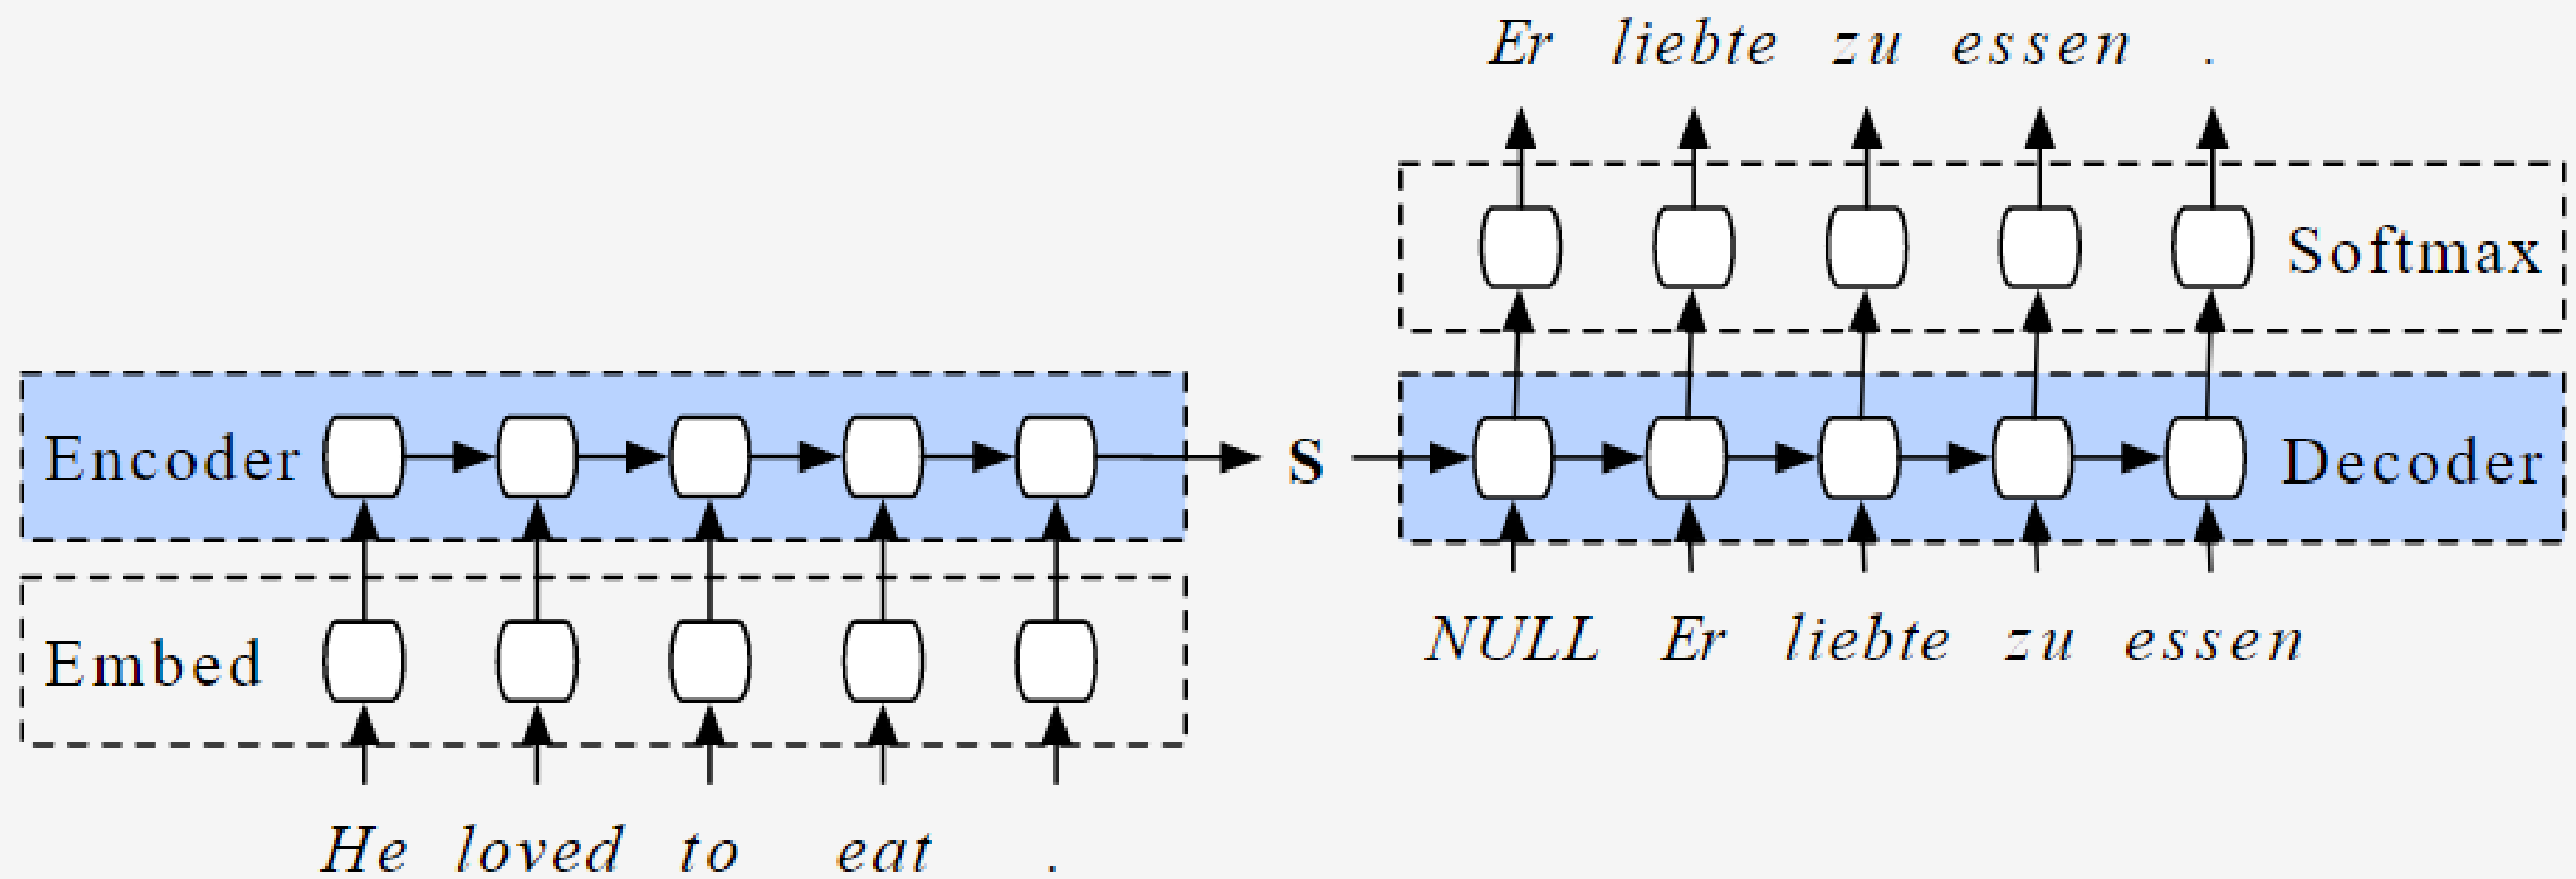 Er liebte zu essen .
Softmax
Encoder
S
Decoder
Embed
NULL Er liebte zu essen
He loved to eat .